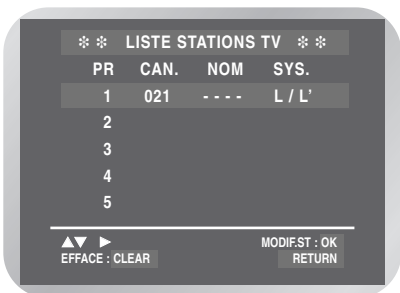 ❇ ❇ LISTE STATIONS TV ❇ ❇
PR CAN. NOM SYS.
1 021 - - - - L / L’
2
3
4
5
▲▼ ► MODIF.ST : OK
EFFACE : CLEAR RETURN